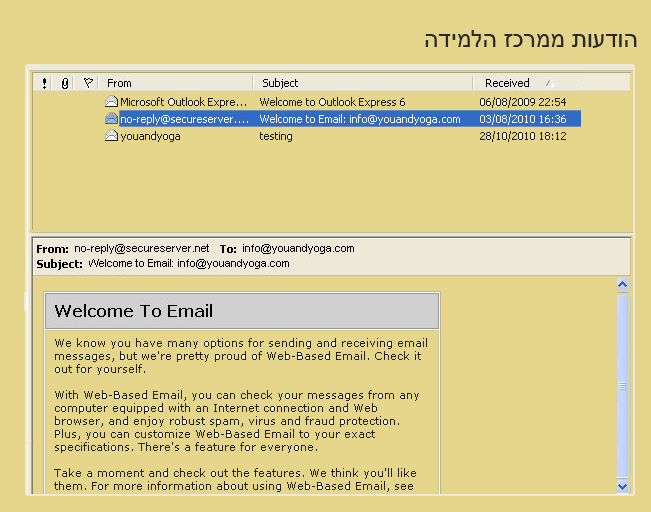 הודעות ממרכז הלמידה
! From Subject Received
Microsoft Outlook Expre... Welcome to Outlook Express 6 06/08/2009 22:54
no-reply@secureserver.... Welcome to Email: info@youandyoga.com 03/08/2010 16:36
youandyoga testing 28/10/2010 18:12
From: no-reply@secureserver.net To: info@youandyoga.com
Subject: Welcome to Email: info@youandyoga.com
Welcome To Email
We know you have many options for sending and receiving email
messages, but we're pretty proud of Web-Based Email. Check it
out for yourself.
With Web-Based Email, you can check your messages from any
computer equipped with an Internet connection and Web
browser, and enjoy robust spam, virus and fraud protection.
Plus, you can customize Web-Based Email to your exact
specifications. There's a feature for everyone.
Take a moment and check out the features. We think you'll like
them. For more information about using Web-Based Email, see